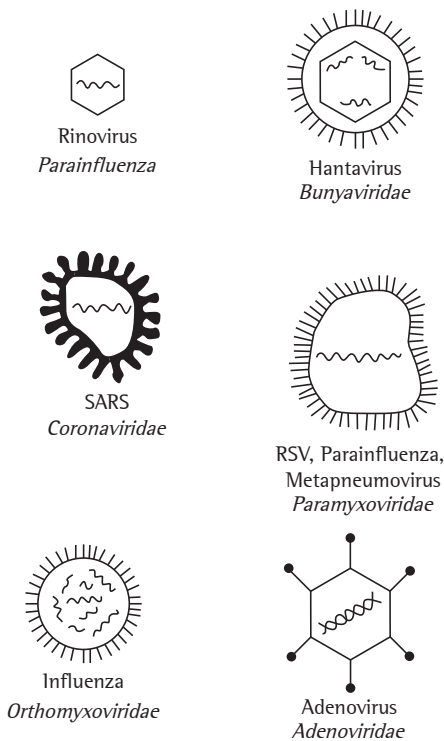 Rinovirus
Parainfluenza
Hantavirus
Bunyaviridae
SARS
Coronaviridae
RSV, Parainfluenza,
Metapneumovirus
Paramyxoviridae
Influenza
Orthomyxoviridae
Adenovirus
Adenoviridae